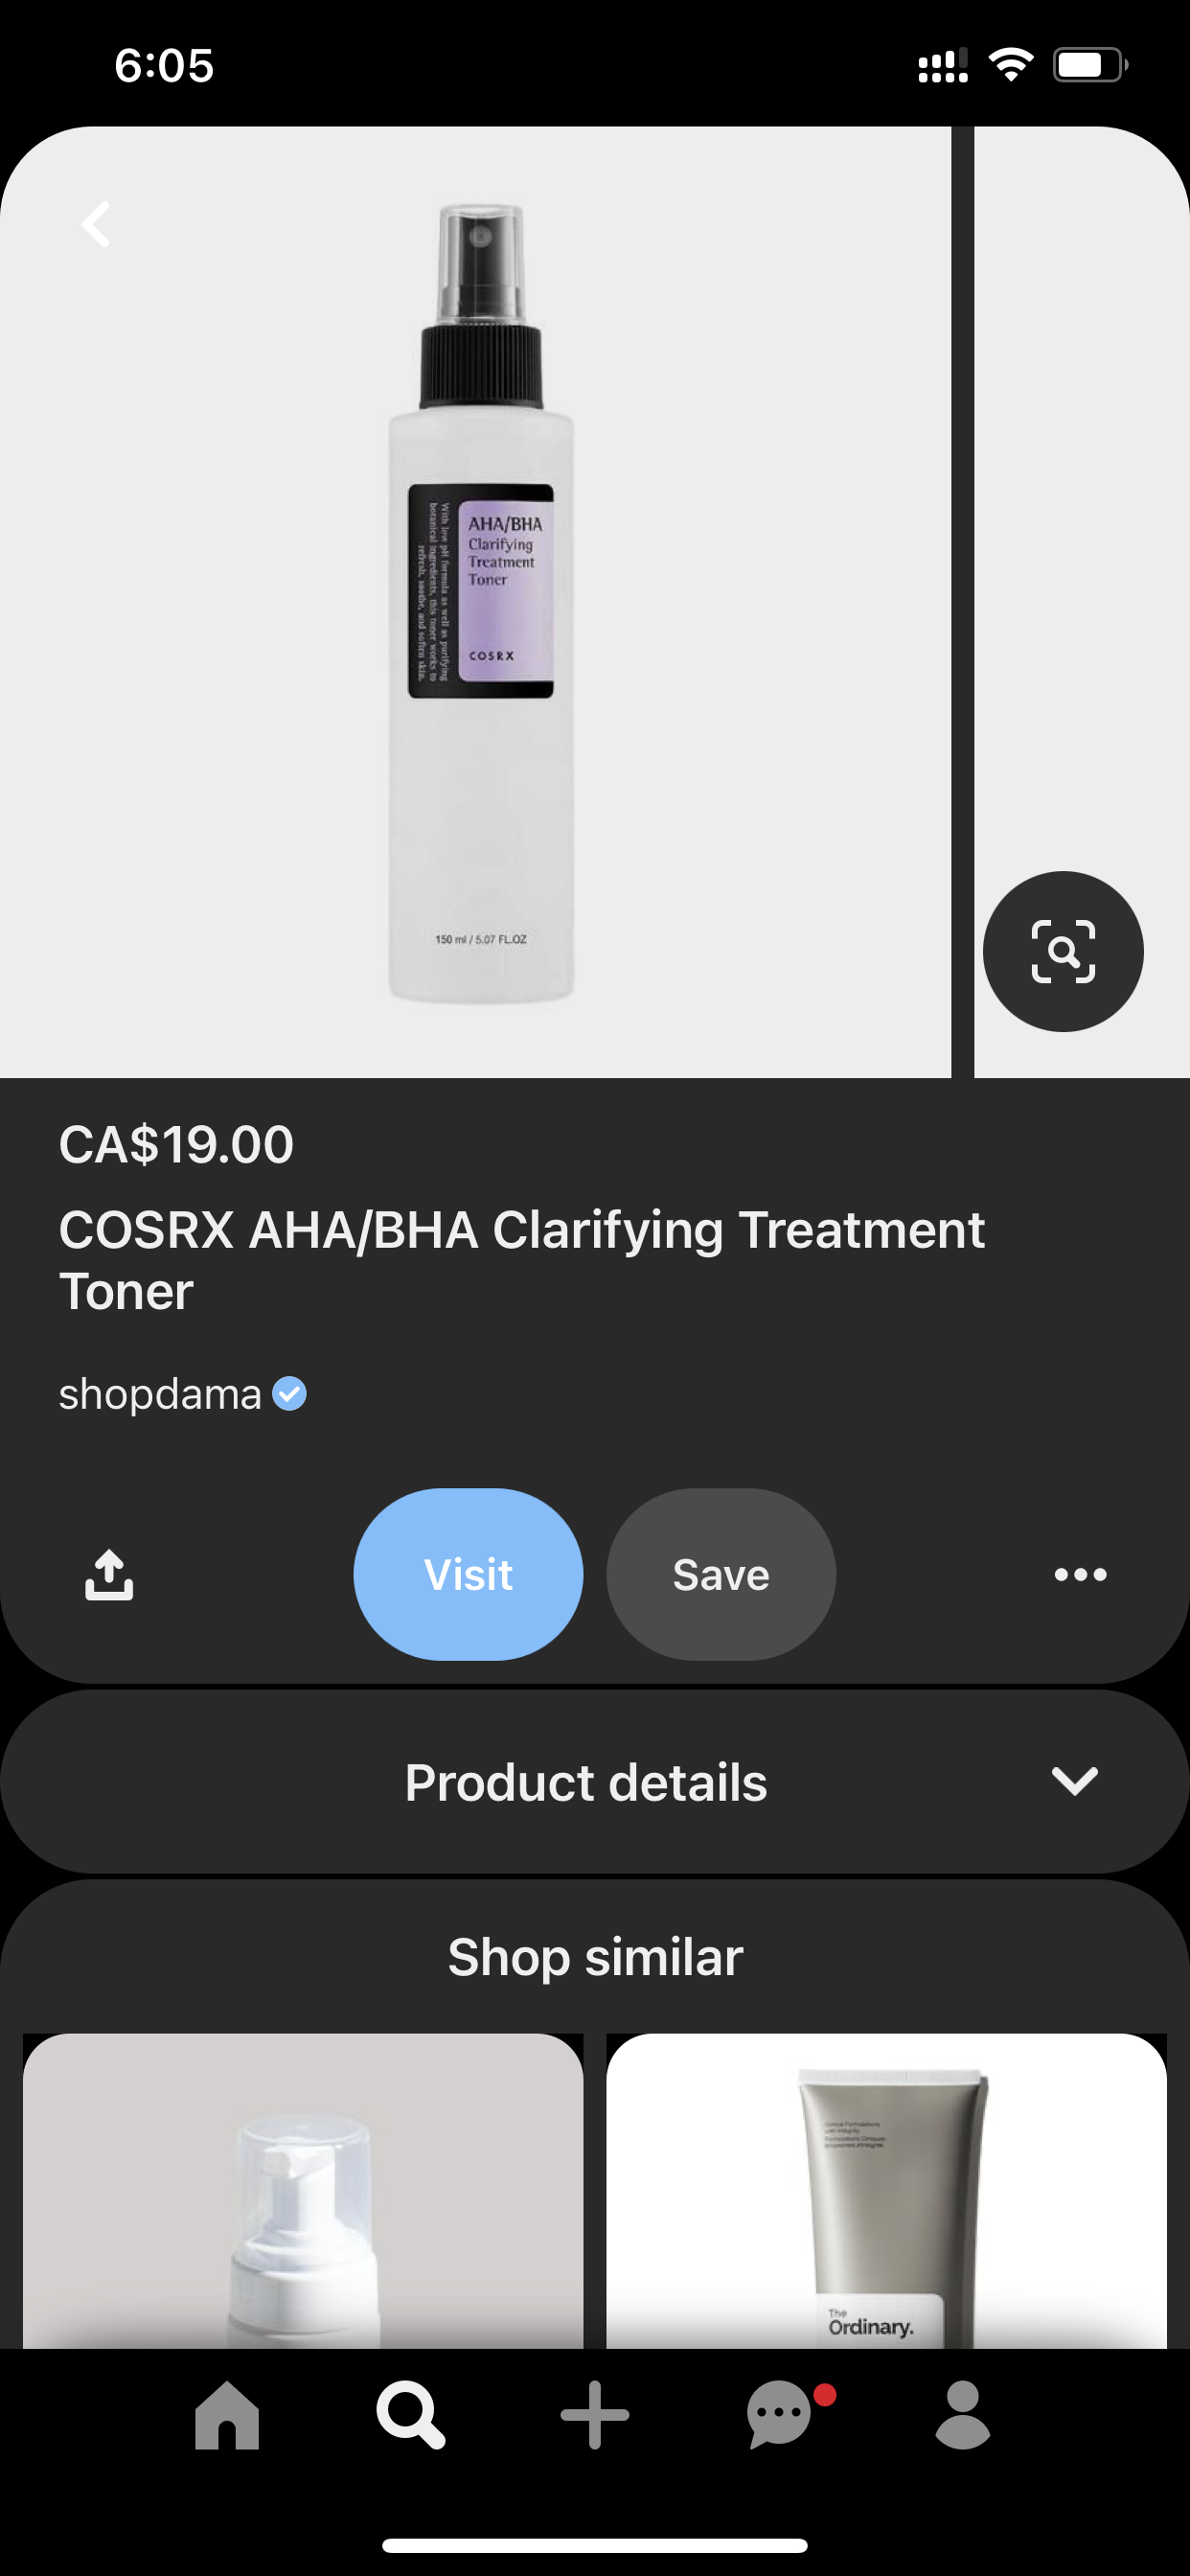 6:05
AHA/BHA
Clarifying
Treatment
Toner
COSRX
With low pH formula as well as purifying
botanical ingredients, this toner works to
refresh, soothe, and soften skin.
150 ml / 5.07 FL.OZ
CA$19.00
COSRX AHA/BHA Clarifying Treatment
Toner
shopdama
Visit
Save
Product details
Shop similar
The
Ordinary.